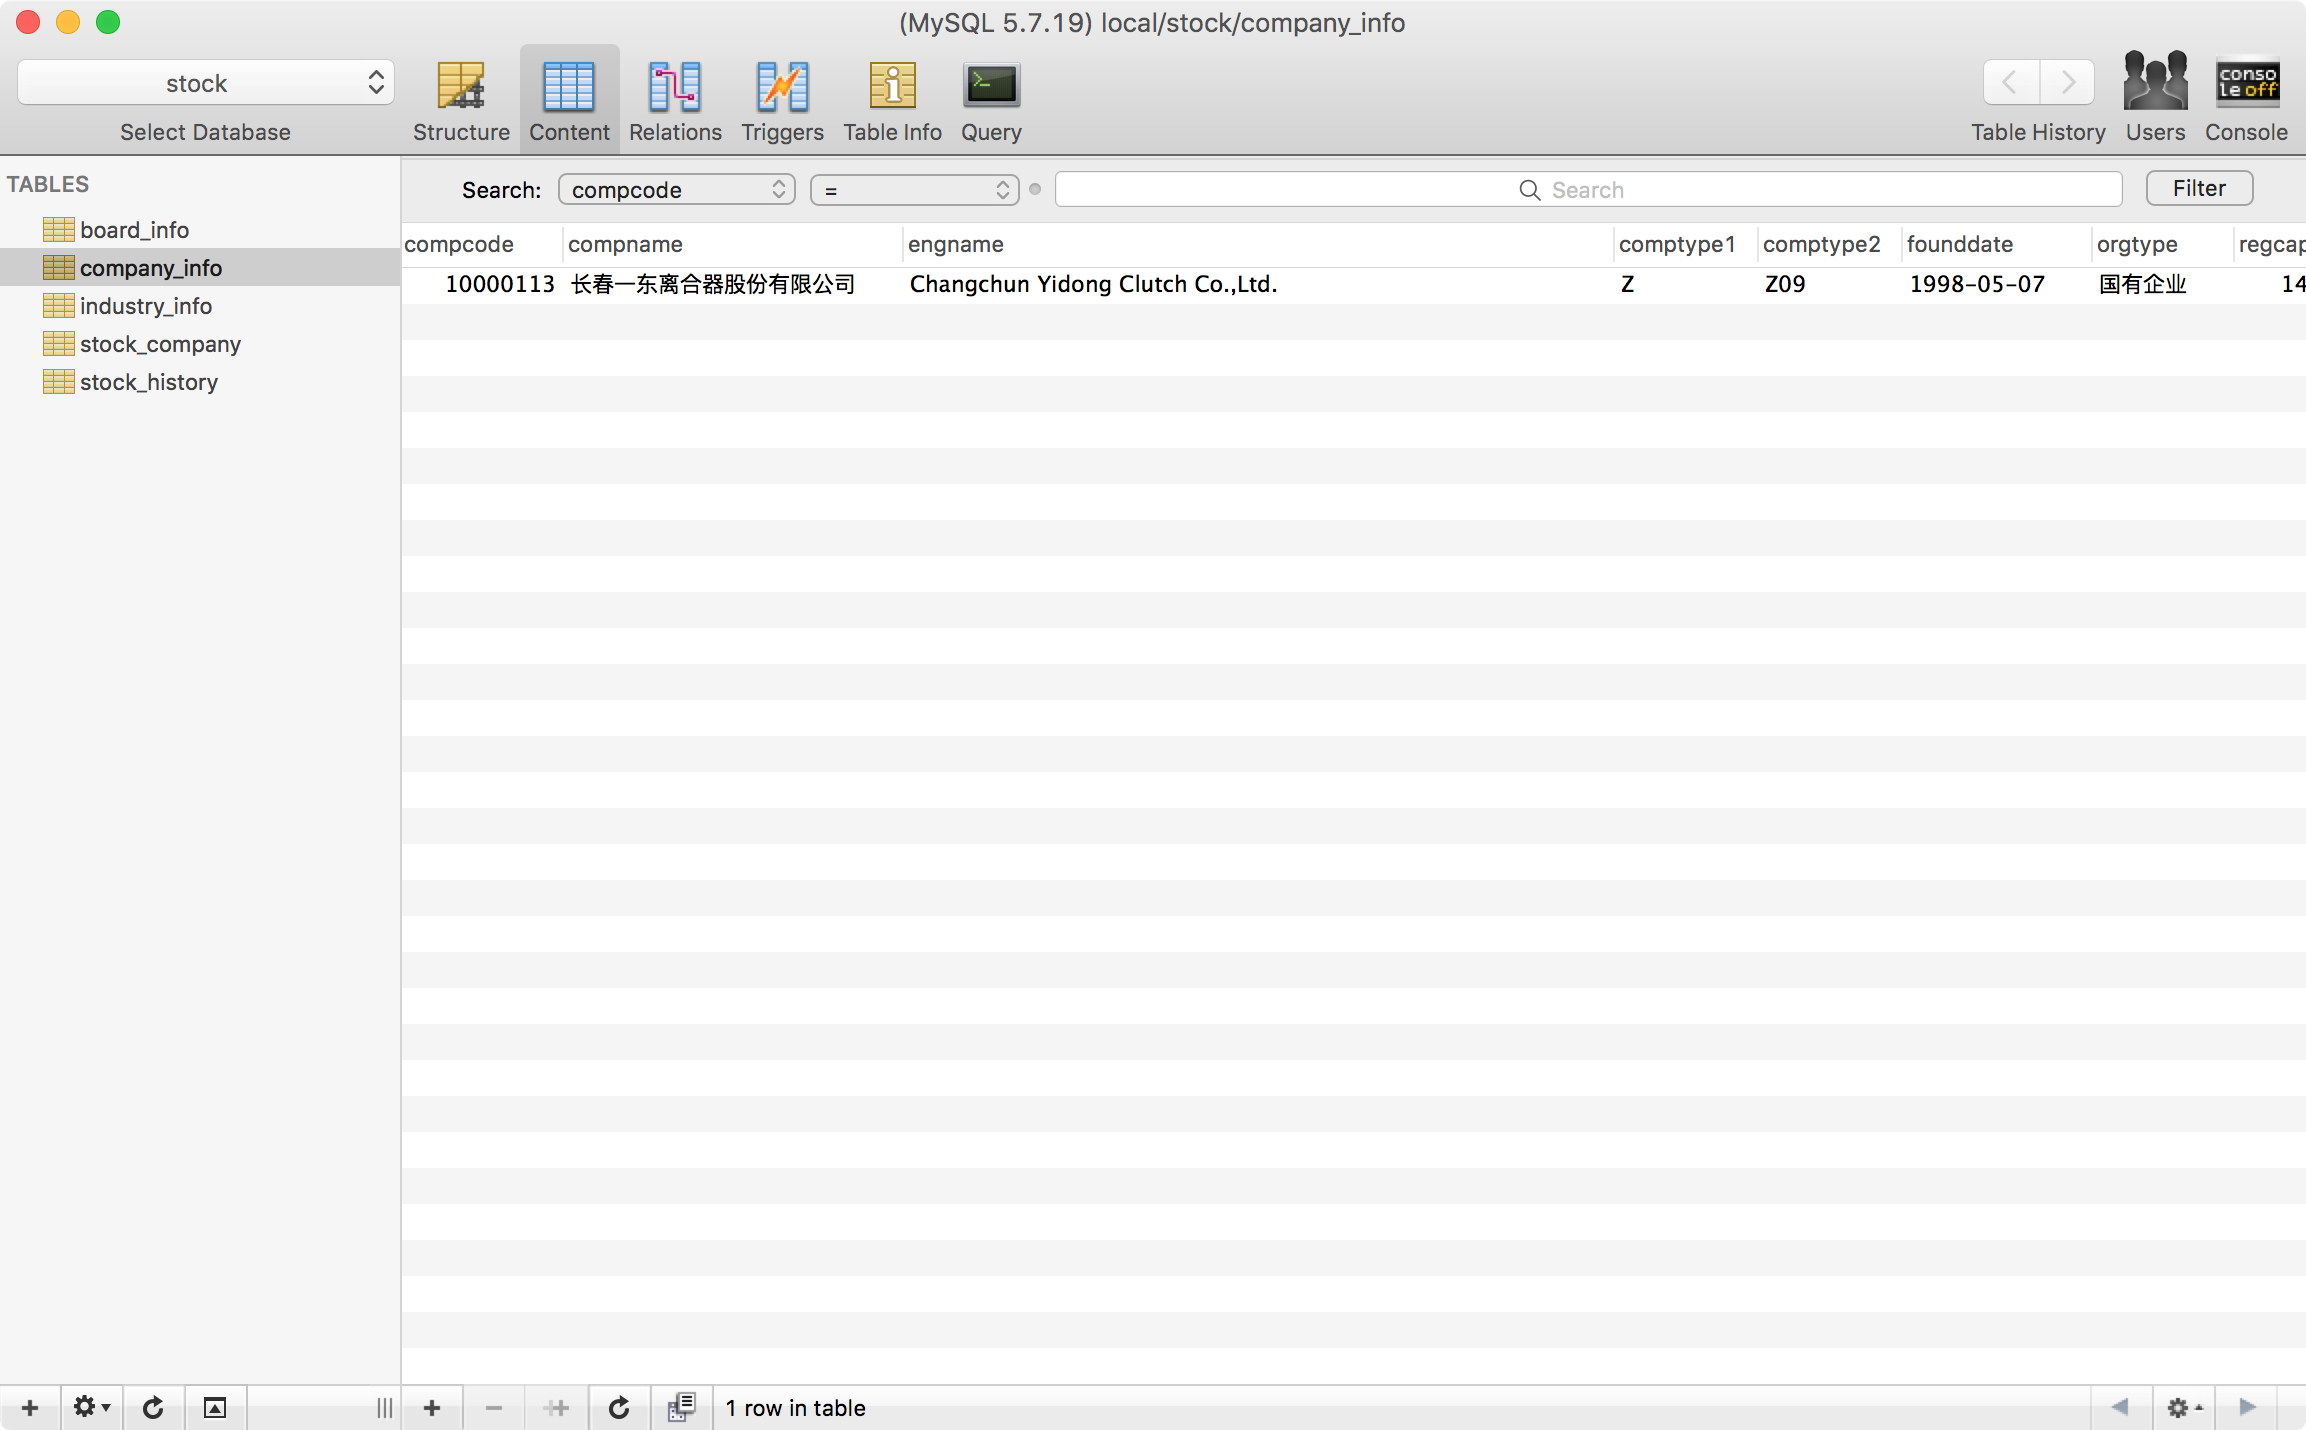 (MySQL 5.7.19) local/stock/company_info
stock
Select Database
Structure
Content
Relations
Triggers
Table Info
Query
Table History
Users
conso
le off
Console
TABLES
board_info
company_info
industry_info
stock_company
stock_history
Search: compcode = Search Filter
compcode compname engname comptype1 comptype2 founddate orgtype regcap
10000113 长春一东离合器股份有限公司 Changchun Yidong Clutch Co.,Ltd. Z Z09 1998-05-07 国有企业 14
1 row in table